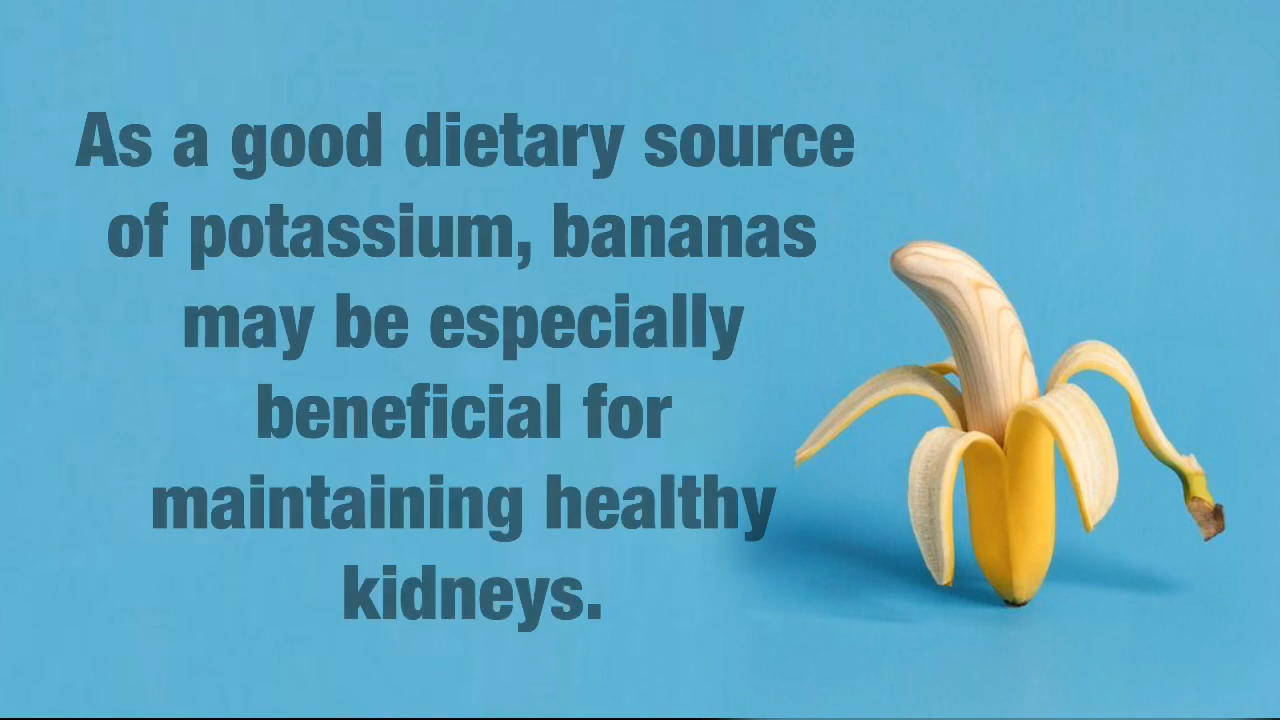 As a good dietary source
of potassium, bananas
may be especially
beneficial for
maintaining healthy
kidneys.